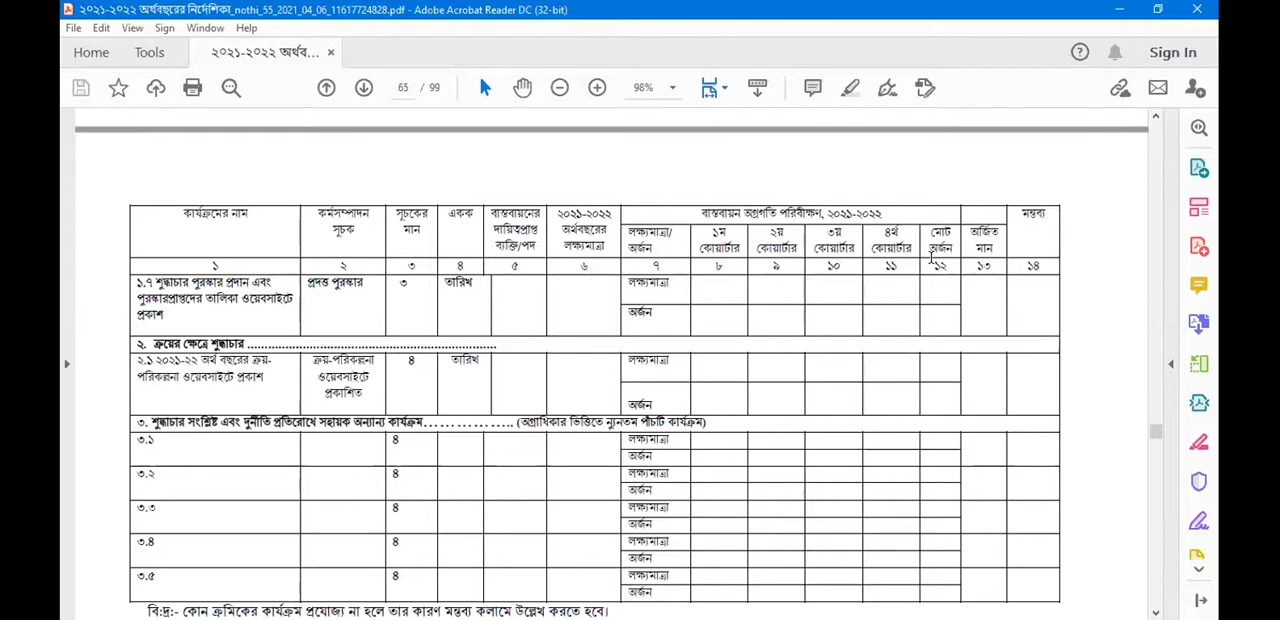 ২০২১-২০২২ অর্থবছরের নির্দেশিকা_nothi_55_2021_04_06_11617724828.pdf - Adobe Acrobat Reader DC (32-bit)
File Edit View Sign Window Help
Home Tools ২০২১-২০২২ অর্থব... × Sign In
65 / 99 98%
কার্যক্রমের নাম কর্মসম্পাদন সূচক সূচকের মান একক বাস্তবায়নের দায়িত্বপ্রাপ্ত ব্যক্তি/পদ ২০২১-২০২২ অর্থবছরের লক্ষ্যমাত্রা বাস্তবায়ন অগ্রগতি পরিবীক্ষণ, ২০২১-২০২২ মন্তব্য
লক্ষ্যমাত্রা/ অর্জন ১ম কোয়ার্টার ২য় কোয়ার্টার ৩য় কোয়ার্টার ৪র্থ কোয়ার্টার মোট অর্জন অর্জিত মান
১ ২ ৩ ৪ ৫ ৬ ৭ ৮ ৯ ১০ ১১ ১২ ১৩ ১৪
১.৭ শুদ্ধাচার পুরস্কার প্রদান এবং প্রদত্ত পুরস্কার ৩ তারিখ লক্ষ্যমাত্রা
পুরস্কারপ্রাপ্তদের তালিকা ওয়েবসাইটে
প্রকাশ অর্জন
২. ক্রয়ের ক্ষেত্রে শুদ্ধাচার ........................................................................
২.১ ২০২১-২২ অর্থ বছরের ক্রয়- ক্রয়-পরিকল্পনা ৪ তারিখ লক্ষ্যমাত্রা
পরিকল্পনা ওয়েবসাইটে প্রকাশ ওয়েবসাইটে
প্রকাশিত
অর্জন
৩. শুদ্ধাচার সংশ্লিষ্ট এবং দুর্নীতি প্রতিরোধে সহায়ক অন্যান্য কার্যক্রম…………….. (অগ্রাধিকার ভিত্তিতে ন্যুনতম পাঁচটি কার্যক্রম)
৩.১ ৪ লক্ষ্যমাত্রা
অর্জন
৩.২ ৪ লক্ষ্যমাত্রা
অর্জন
৩.৩ ৪ লক্ষ্যমাত্রা
অর্জন
৩.৪ ৪ লক্ষ্যমাত্রা
অর্জন
৩.৫ ৪ লক্ষ্যমাত্রা
অর্জন
বি:দ্র:- কোন ক্রমিকের কার্যক্রম প্রযোজ্য না হলে তার কারণ মন্তব্য কলামে উল্লেখ করতে হবে।